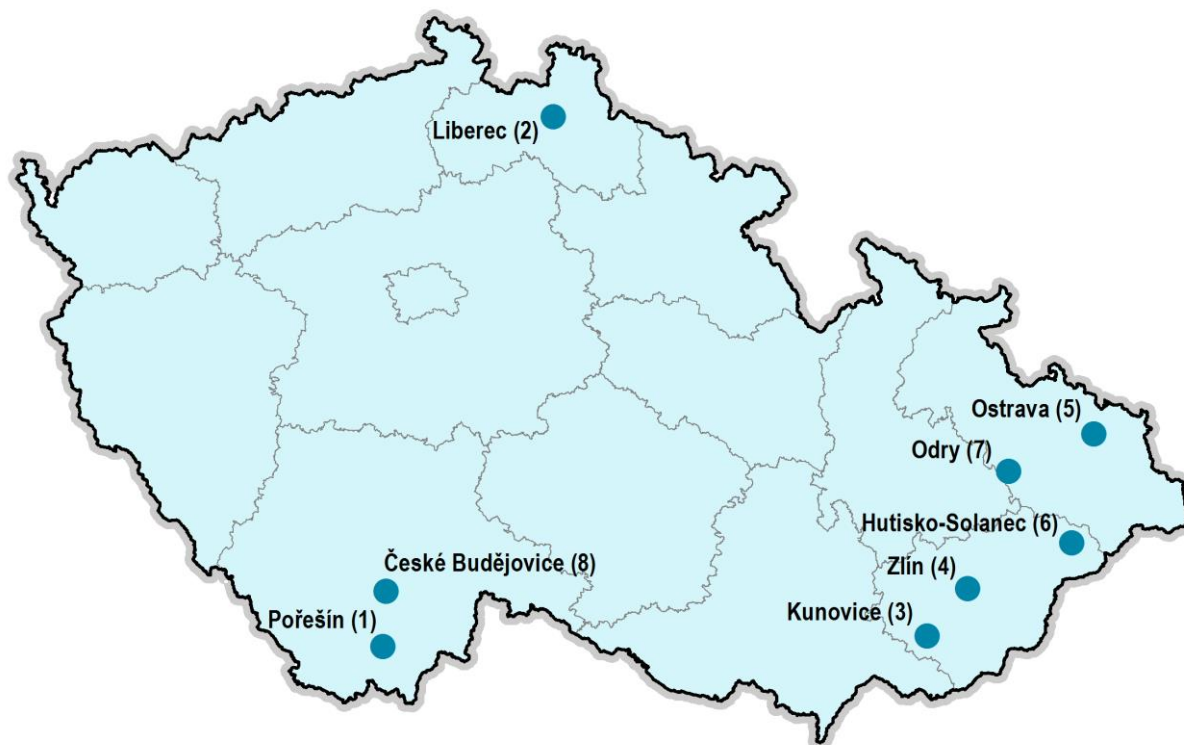 Liberec (2)
Ostrava (5)
Odry (7)
Hutisko-Solanec (6)
České Budějovice (8)
Zlín (4)
Kunovice (3)
Pořešín (1)